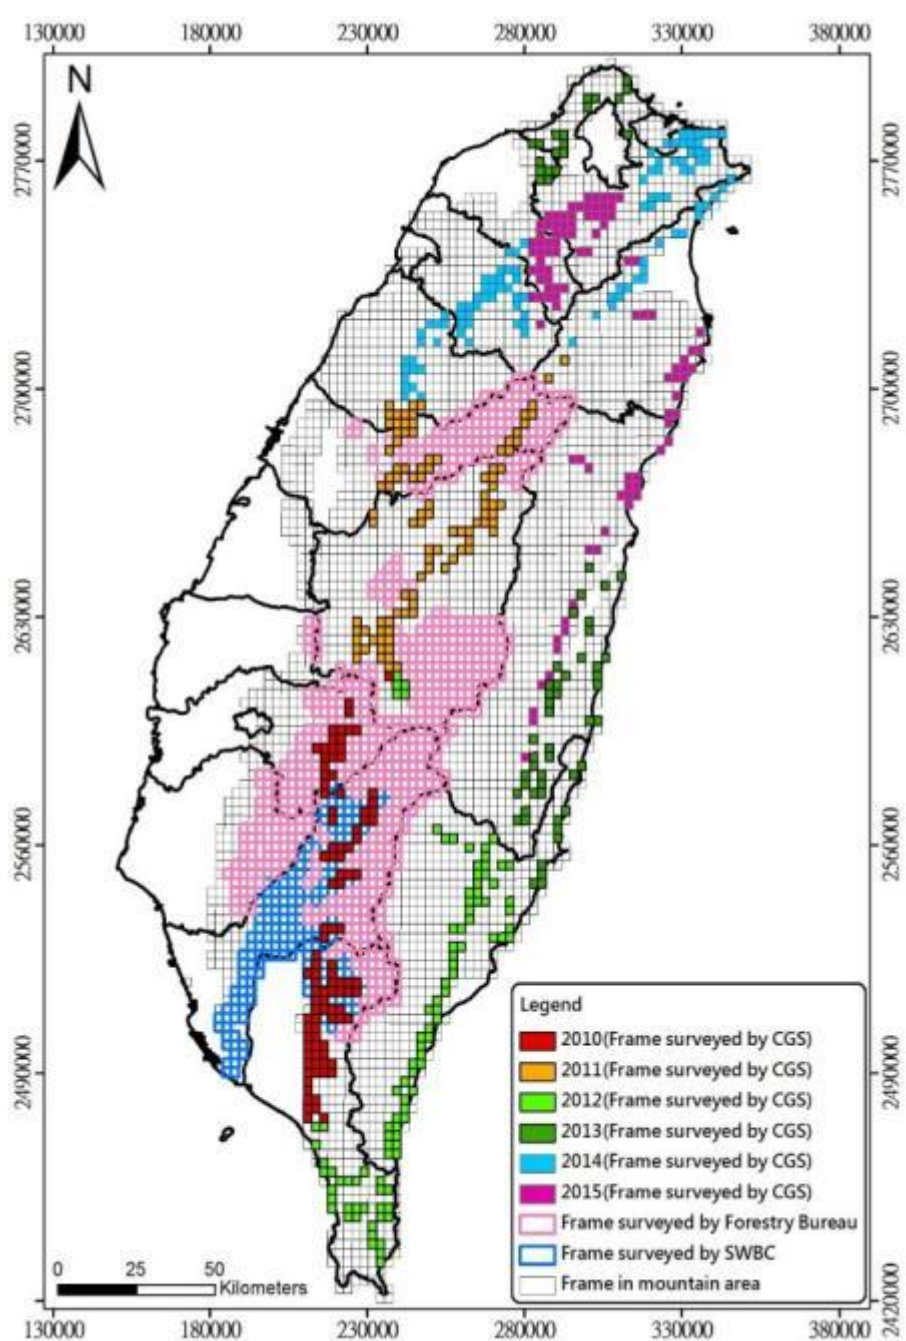 130000 180000 230000 280000 330000 380000
N
2770000 2770000
2700000 2700000
2630000 2630000
2560000 2560000
2490000 2490000
2420000
Legend
2010(Frame surveyed by CGS)
2011(Frame surveyed by CGS)
2012(Frame surveyed by CGS)
2013(Frame surveyed by CGS)
2014(Frame surveyed by CGS)
2015(Frame surveyed by CGS)
Frame surveyed by Forestry Bureau
Frame surveyed by SWBC
Frame in mountain area
0 25 50
Kilometers
130000 180000 230000 280000 330000 380000